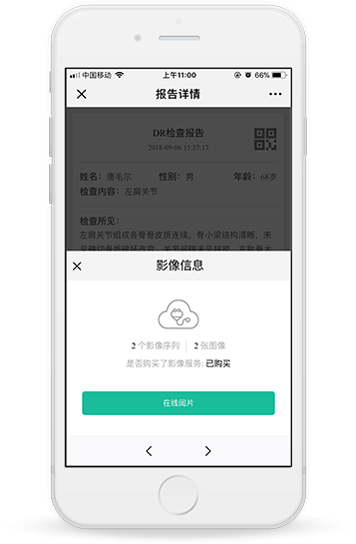 中国移动 上午11:00 66%
报告详情
DR检查报告
2018-09-06 15:37:17
姓名: 唐毛尔 性别: 男 年龄: 68岁
检查内容: 左肩关节
检查所见:
左肩关节组成各骨骨皮质连续，骨小梁结构清晰，未
影像信息
2 个影像序列 2 张图像
是否购买了影像服务: 已购买
在线阅片